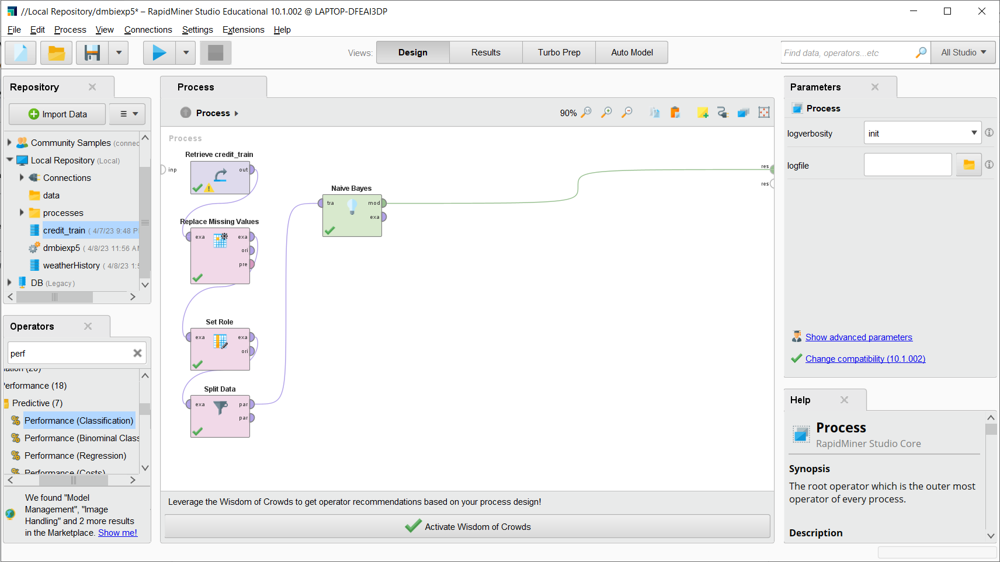 //Local Repository/dmbiexp5* – RapidMiner Studio Educational 10.1.002 @ LAPTOP-DFEAI3DP
File Edit Process View Connections Settings Extensions Help
Views: Design Results Turbo Prep Auto Model
Find data, operators...etc
All Studio
Repository
Import Data
Community Samples (connec
Local Repository (Local)
Connections
data
processes
credit_train ( 4/7/23 9:48 P
dmbiexp5 ( 4/8/23 11:56 AM
weatherHistory ( 4/8/23 1:5
DB (Legacy)
Operators
perf
ation (20)
Performance (18)
Predictive (7)
Performance (Classification)
Performance (Binominal Class
Performance (Regression)
Performance (Costs)
We found "Model
Management", "Image
Handling" and 2 more results
in the Marketplace. Show me!
Process
Process
90%
Process
inp
Retrieve credit_train
out
Replace Missing Values
exa exa
ori
pre
Set Role
exa exa
ori
Split Data
exa par
par
Naive Bayes
tra mod
exa
res
res
Leverage the Wisdom of Crowds to get operator recommendations based on your process design!
Activate Wisdom of Crowds
Parameters
Process
logverbosity init
logfile
Show advanced parameters
Change compatibility (10.1.002)
Help
Process
RapidMiner Studio Core
Synopsis
The root operator which is the outer most
operator of every process.
Description